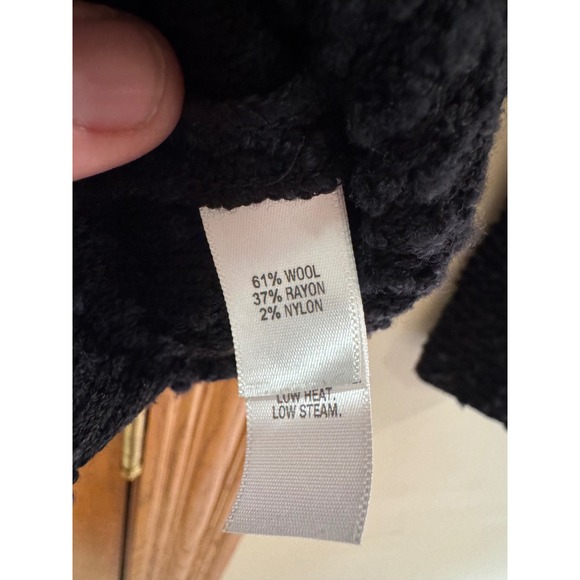 61% WOOL
37% RAYON
2% NYLON
LOW HEAT.
LOW STEAM.